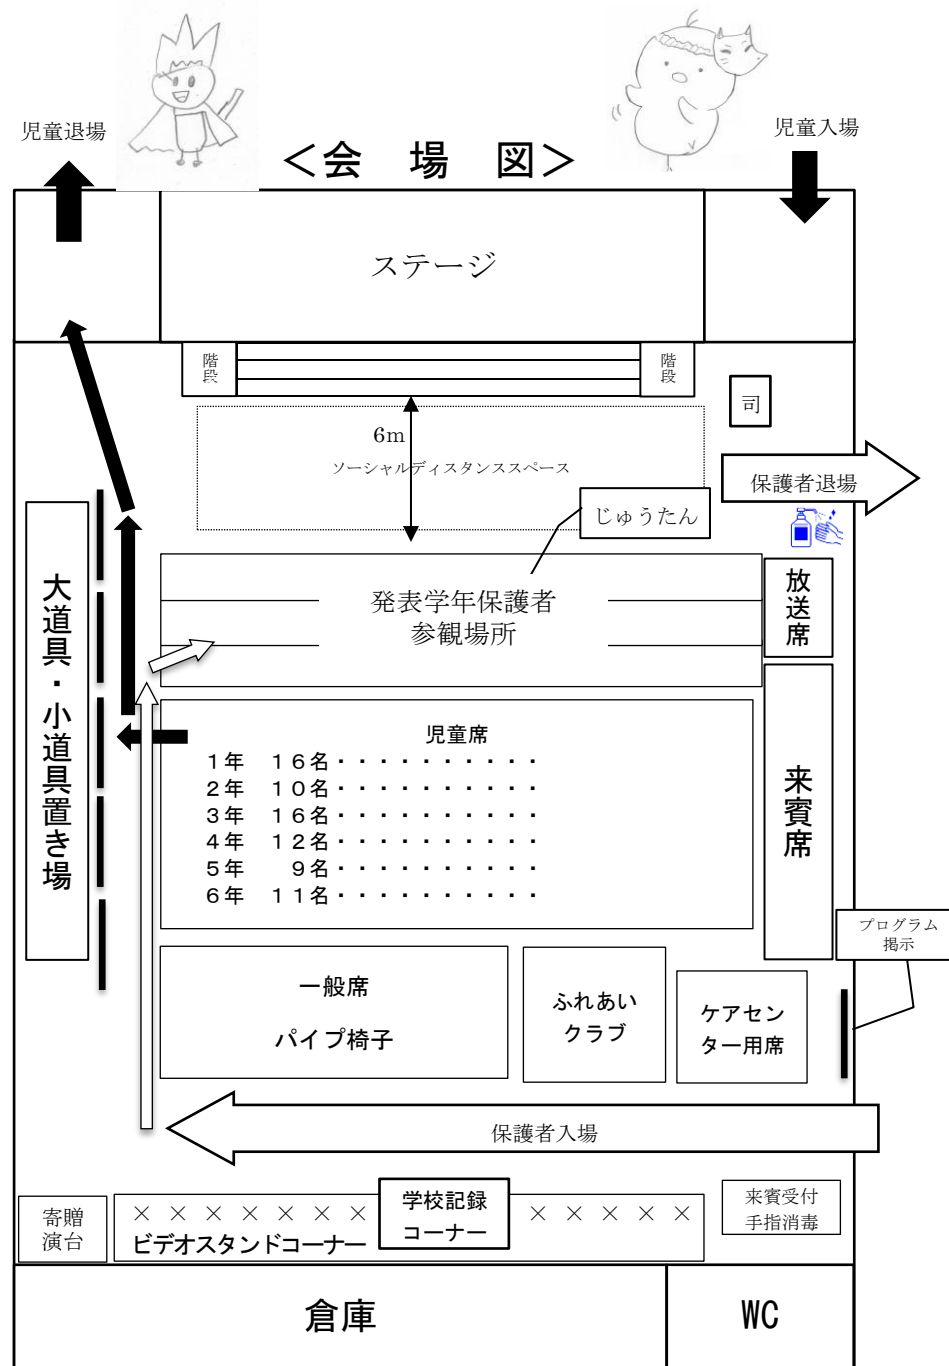 児童退場
児童入場
＜会　場　図＞
ステージ
階段
階段
司
6m
ソーシャルディスタンススペース
保護者退場
じゅうたん
発表学年保護者
参観場所
放送席
大道具・小道具置き場
児童席
１年　１６名・・・・・・・・・・
２年　１０名・・・・・・・・・・
３年　１６名・・・・・・・・・・
４年　１２名・・・・・・・・・・
５年　　９名・・・・・・・・・・
６年　１１名・・・・・・・・・・
来賓席
プログラム
掲示
一般席
パイプ椅子
ふれあい
クラブ
ケアセン
ター用席
保護者入場
寄贈
演台
× × × × × × ×
ビデオスタンドコーナー
学校記録
コーナー
× × × × ×
来賓受付
手指消毒
倉庫
WC